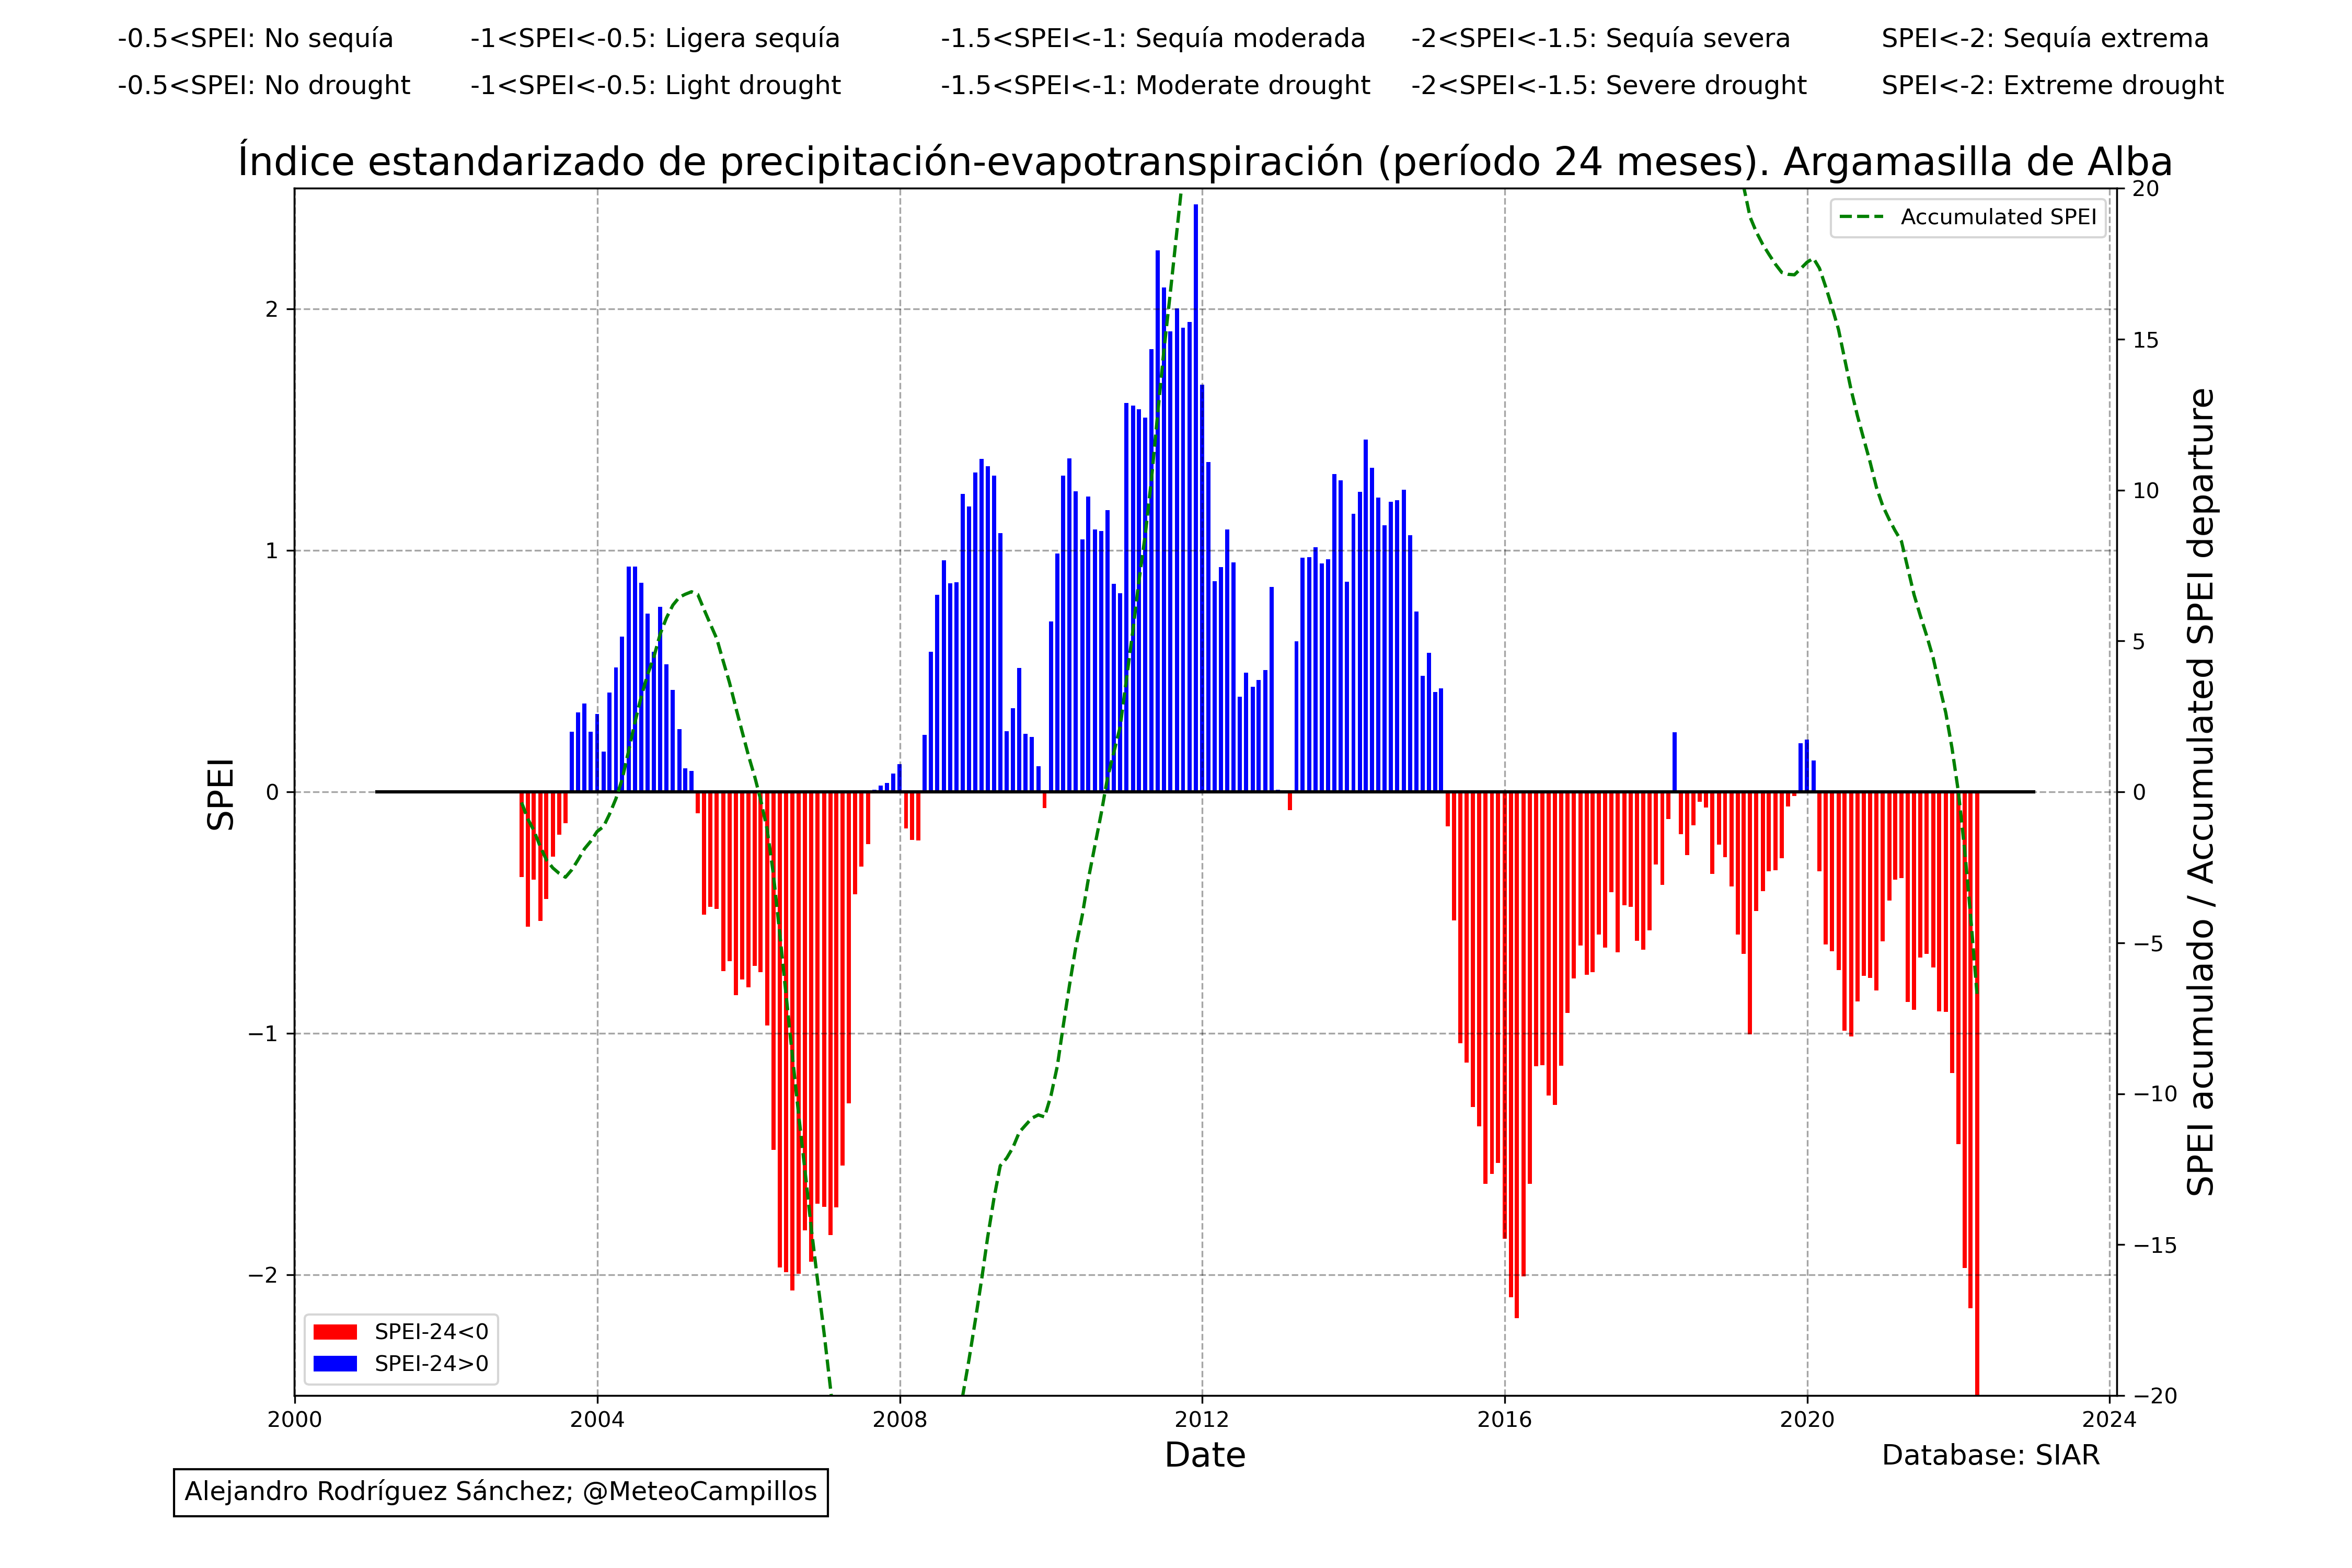 -0.5<SPEI: No sequía -1<SPEI<-0.5: Ligera sequía -1.5<SPEI<-1: Sequía moderada -2<SPEI<-1.5: Sequía severa SPEI<-2: Sequía extrema
-0.5<SPEI: No drought -1<SPEI<-0.5: Light drought -1.5<SPEI<-1: Moderate drought -2<SPEI<-1.5: Severe drought SPEI<-2: Extreme drought
Índice estandarizado de precipitación-evapotranspiración (período 24 meses). Argamasilla de Alba
Accumulated SPEI
SPEI
2
1
0
−1
−2
20
15
10
5
0
−5
−10
−15
−20
SPEI acumulado / Accumulated SPEI departure
SPEI-24<0
SPEI-24>0
2000 2004 2008 2012 2016 2020 2024
Date
Database: SIAR
Alejandro Rodríguez Sánchez; @MeteoCampillos